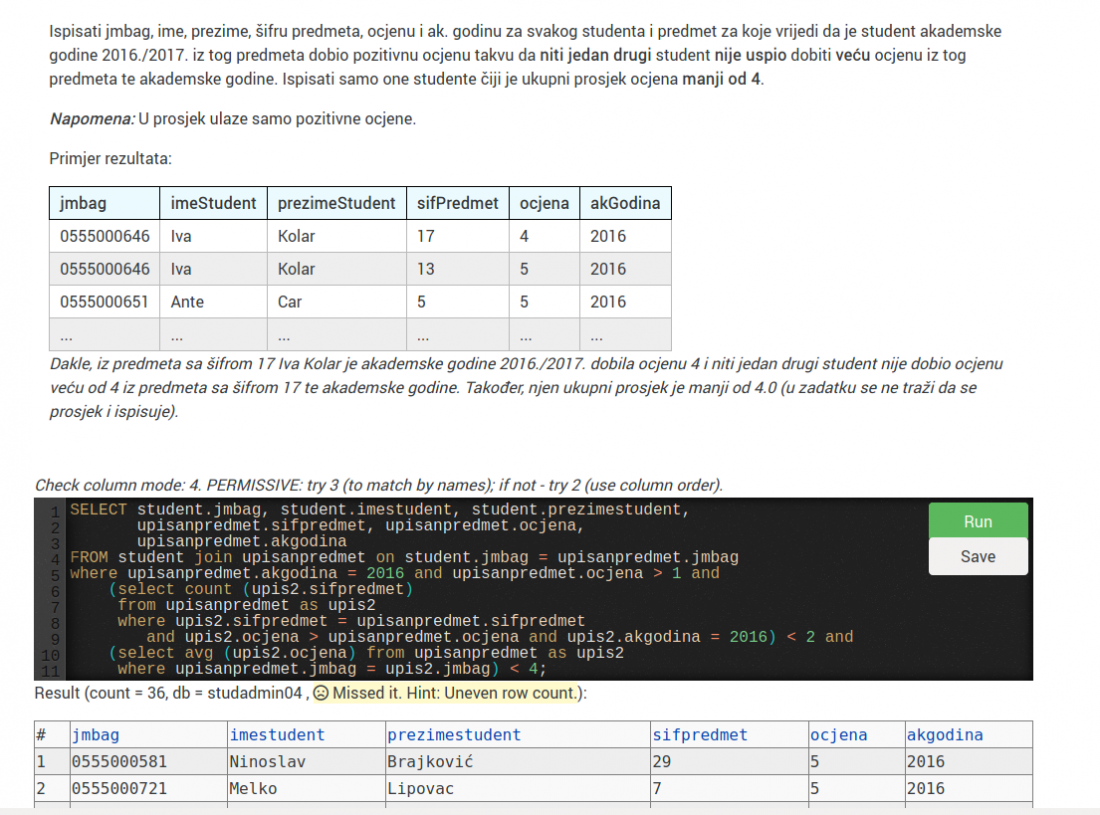 Ispisati jmbag, ime, prezime, šifru predmeta, ocjenu i ak. godinu za svakog studenta i predmet za koje vrijedi da je student akademske
godine 2016./2017. iz tog predmeta dobio pozitivnu ocjenu takvu da niti jedan drugi student nije uspio dobiti veću ocjenu iz tog
predmeta te akademske godine. Ispisati samo one studente čiji je ukupni prosjek ocjena manji od 4.
Napomena: U prosjek ulaze samo pozitivne ocjene.
Primjer rezultata:
jmbag imeStudent prezimeStudent sifPredmet ocjena akGodina
0555000646 Iva Kolar 17 4 2016
0555000646 Iva Kolar 13 5 2016
0555000651 Ante Car 5 5 2016
... ... ... ... ... ...
Dakle, iz predmeta sa šifrom 17 Iva Kolar je akademske godine 2016./2017. dobila ocjenu 4 i niti jedan drugi student nije dobio ocjenu
veću od 4 iz predmeta sa šifrom 17 te akademske godine. Također, njen ukupni prosjek je manji od 4.0 (u zadatku se ne traži da se
prosjek i ispisuje).
Check column mode: 4. PERMISSIVE: try 3 (to match by names); if not - try 2 (use column order).
1 SELECT student.jmbag, student.imestudent, student.prezimestudent,
2 upisanpredmet.sifpredmet, upisanpredmet.ocjena,
3 upisanpredmet.akgodina
4 FROM student join upisanpredmet on student.jmbag = upisanpredmet.jmbag
5 where upisanpredmet.akgodina = 2016 and upisanpredmet.ocjena > 1 and
6 (select count (upis2.sifpredmet)
7 from upisanpredmet as upis2
8 where upis2.sifpredmet = upisanpredmet.sifpredmet
9 and upis2.ocjena > upisanpredmet.ocjena and upis2.akgodina = 2016) < 2 and
10 (select avg (upis2.ocjena) from upisanpredmet as upis2
11 where upisanpredmet.jmbag = upis2.jmbag) < 4;
Run
Save
Result (count = 36, db = studadmin04 , Missed it. Hint: Uneven row count.):
# jmbag imestudent prezimestudent sifpredmet ocjena akgodina
1 0555000581 Ninoslav Brajković 29 5 2016
2 0555000721 Melko Lipovac 7 5 2016